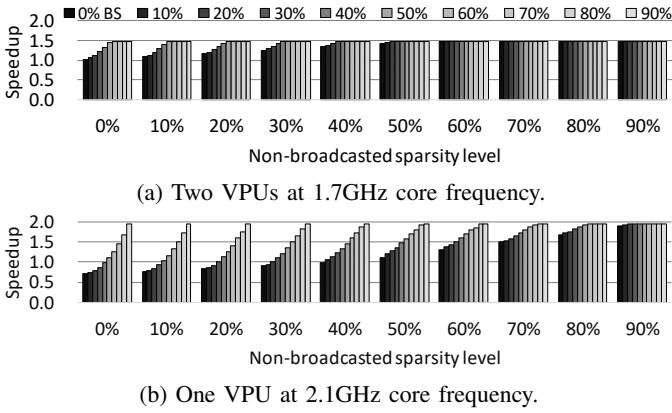 0% BS 10% 20% 30% 40% 50% 60% 70% 80% 90%
2.0
1.5
1.0
0.5
0.0
Speedup
0% 10% 20% 30% 40% 50% 60% 70% 80% 90%
Non-broadcasted sparsity level
(a) Two VPUs at 1.7GHz core frequency.
2.0
1.5
1.0
0.5
0.0
Speedup
0% 10% 20% 30% 40% 50% 60% 70% 80% 90%
Non-broadcasted sparsity level
(b) One VPU at 2.1GHz core frequency.